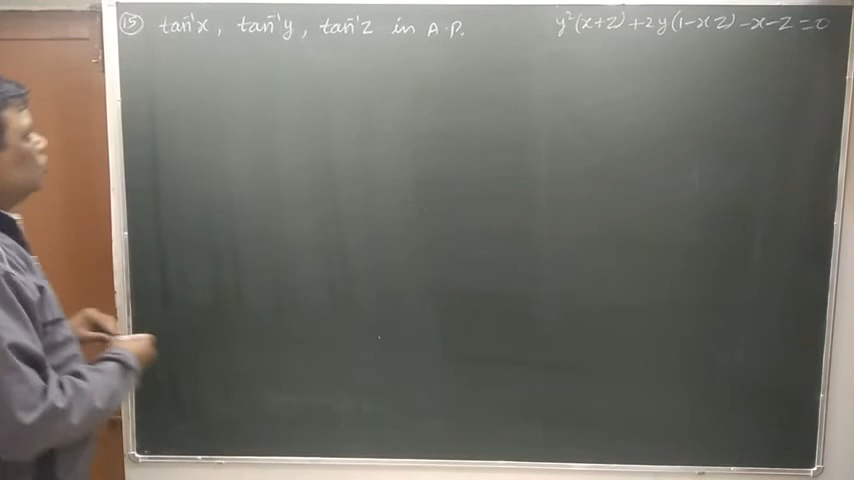 (15) tan⁻¹x , tan⁻¹y , tan⁻¹z in A.P. y²(x+z)+2y(1-xz)-x-z=0